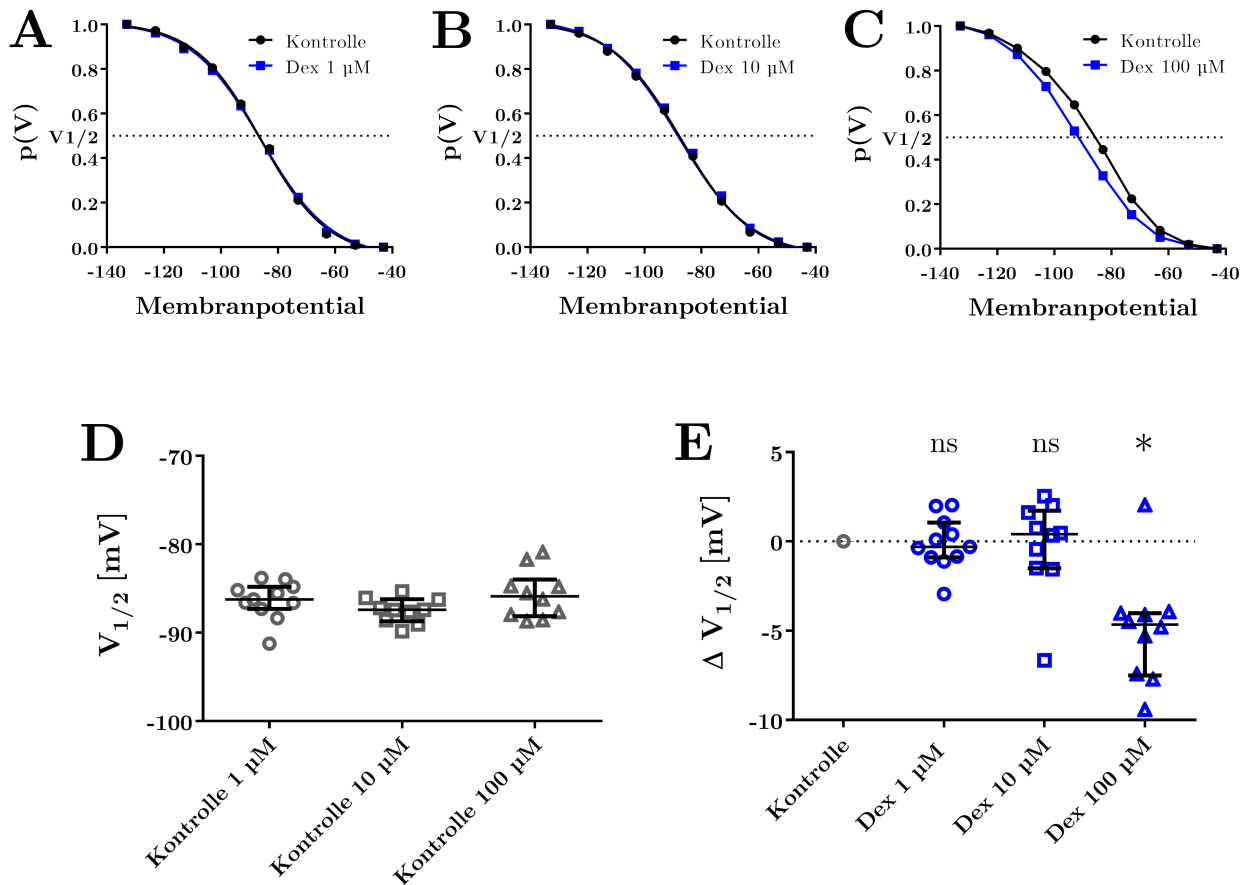 A
1.0
0.8
0.6
V1/2
0.4
0.2
0.0
p(V)
Kontrolle
Dex 1 µM
-140
-120
-100
-80
-60
-40
Membranpotential
B
1.0
0.8
0.6
V1/2
0.4
0.2
0.0
p(V)
Kontrolle
Dex 10 µM
-140
-120
-100
-80
-60
-40
Membranpotential
C
1.0
0.8
0.6
V1/2
0.4
0.2
0.0
p(V)
Kontrolle
Dex 100 µM
-140
-120
-100
-80
-60
-40
Membranpotential
D
-70
-80
-90
-100
V1/2 [mV]
Kontrolle 1 µM
Kontrolle 10 µM
Kontrolle 100 µM
E
5
0
-5
-10
Δ V1/2 [mV]
ns
ns
*
Kontrolle
Dex 1 µM
Dex 10 µM
Dex 100 µM